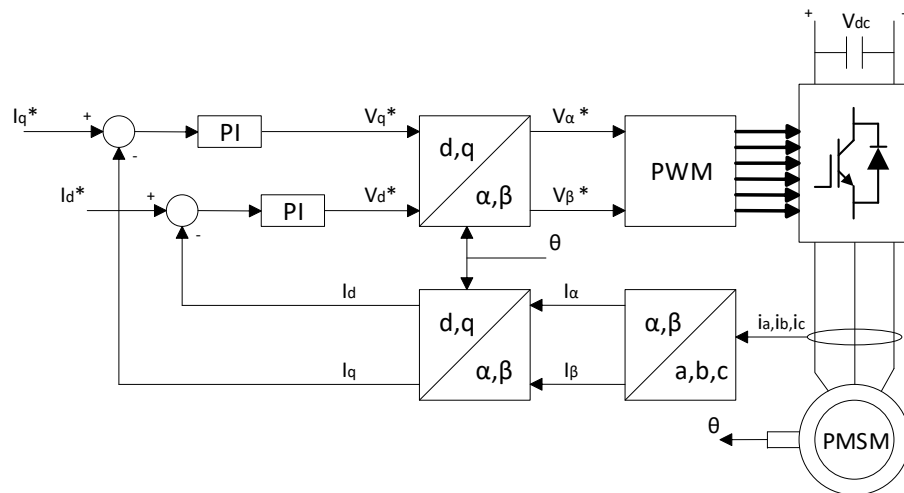 + Vdc -
Iq* + PI Vq* d,q Vα* PWM
-
Id* + PI Vd* α,β Vβ*
-
θ
Id d,q Iα α,β ia,ib,ic
Iq α,β Iβ a,b,c
θ PMSM